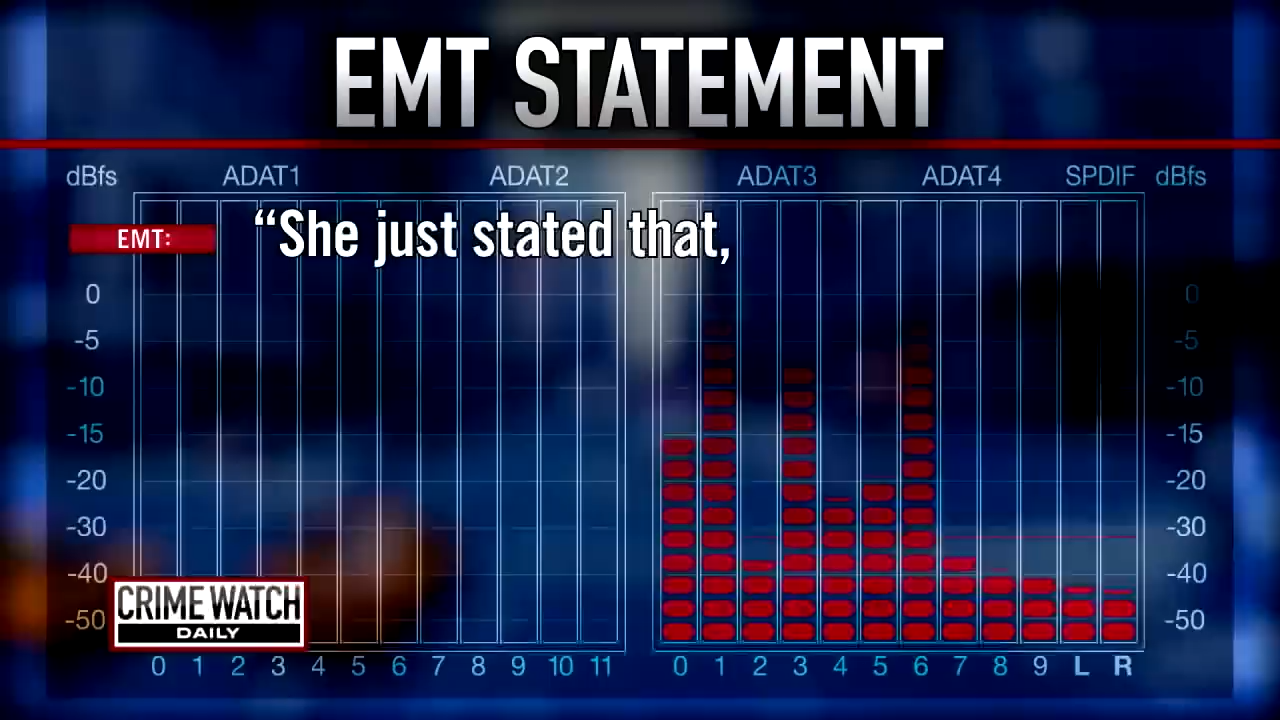 EMT STATEMENT
dBfs ADAT1 ADAT2 ADAT3 ADAT4 SPDIF dBfs
EMT: “She just stated that,
0 0
-5 -5
-10 -10
-15 -15
-20 -20
-30 -30
-40 -40
-50 -50
CRIME WATCH
DAILY
0 1 2 3 4 5 6 7 8 9 10 11 0 1 2 3 4 5 6 7 8 9 L R